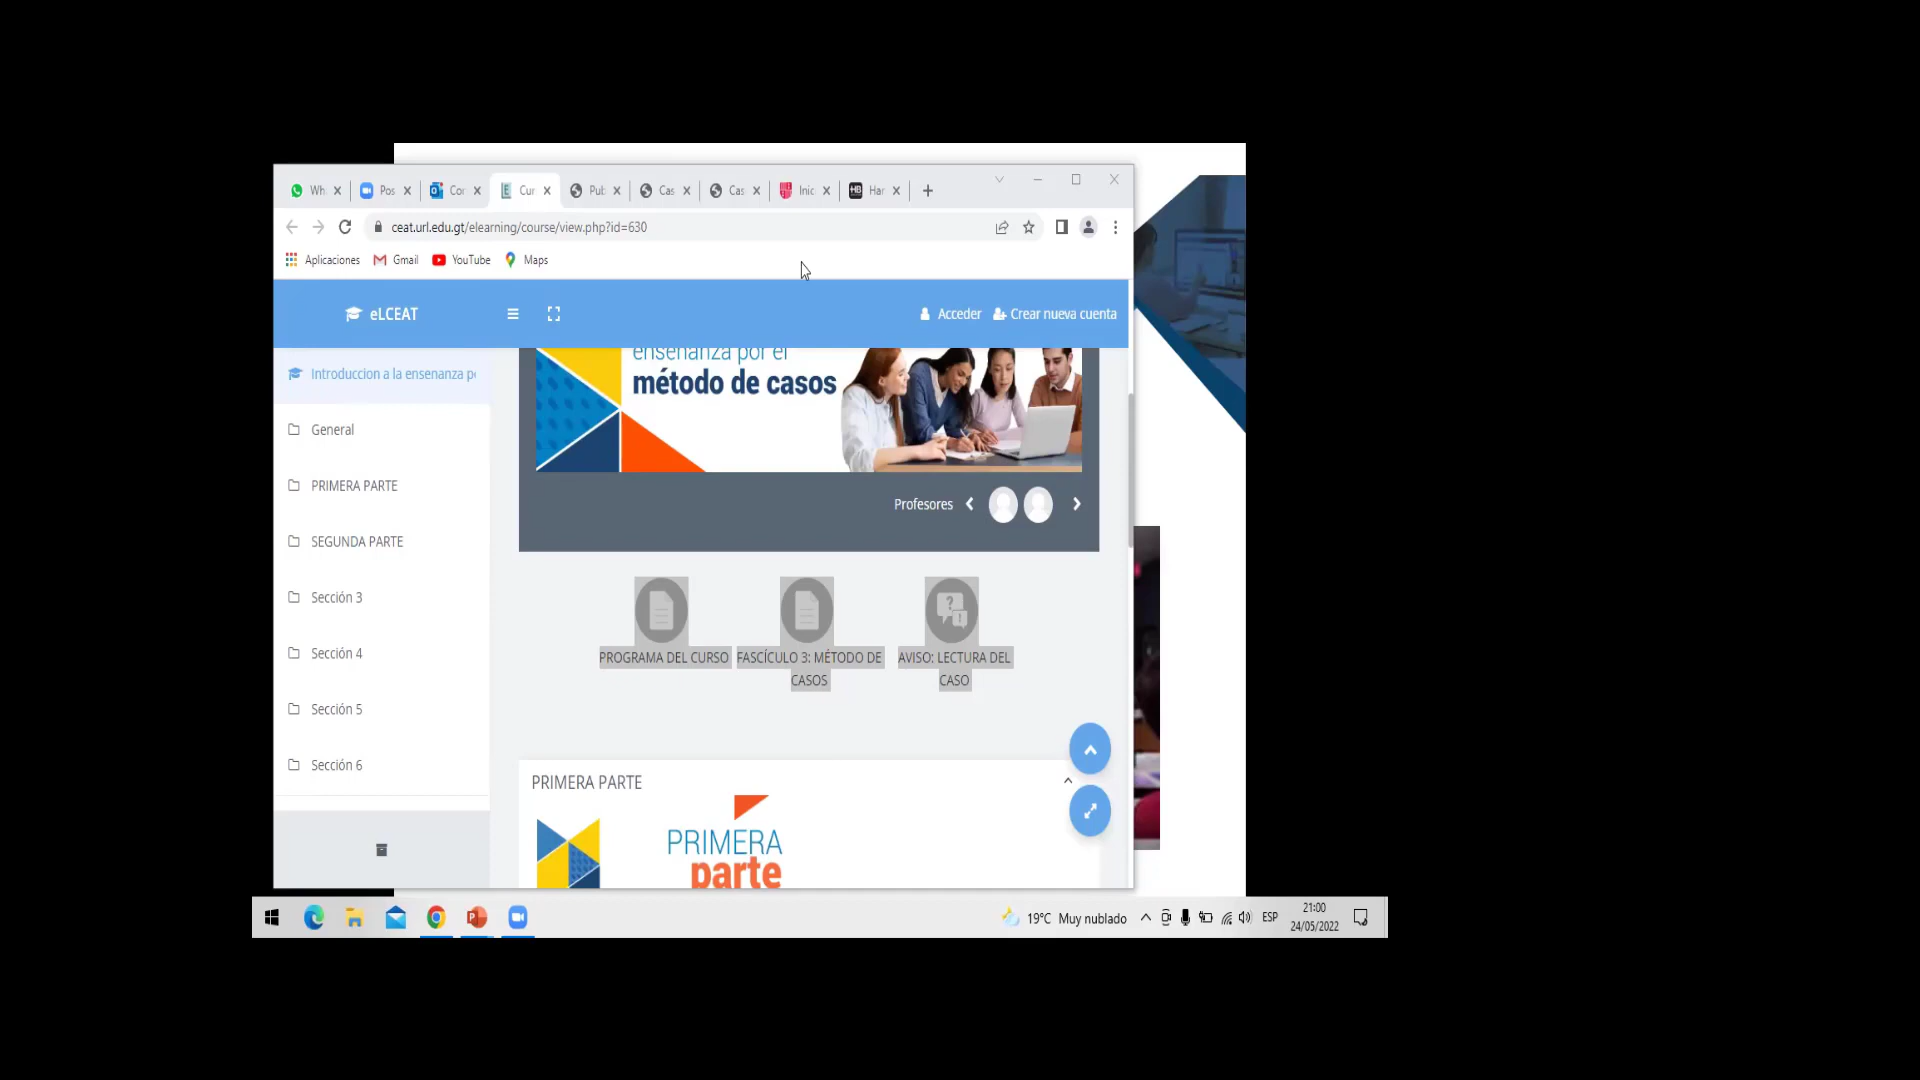 Wh
Pos
Cor
Cur
Pub
Cas
Cas
Inic
Har
ceat.url.edu.gt/elearning/course/view.php?id=630
Aplicaciones
Gmail
YouTube
Maps
eLCEAT
Acceder
Crear nueva cuenta
Introduccion a la ensenanza p
General
PRIMERA PARTE
SEGUNDA PARTE
Sección 3
Sección 4
Sección 5
Sección 6
enseñanza por el
método de casos
Profesores
PROGRAMA DEL CURSO
FASCÍCULO 3: MÉTODO DE
CASOS
AVISO: LECTURA DEL
CASO
PRIMERA PARTE
PRIMERA
parte
19°C Muy nublado
ESP
21:00
24/05/2022